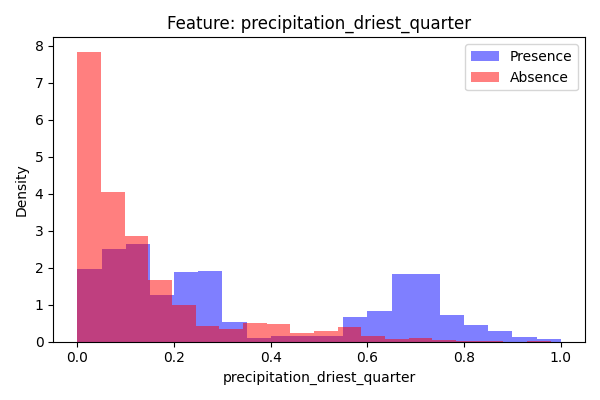 Feature: precipitation_driest_quarter
Presence
Absence
Density
8
7
6
5
4
3
2
1
0
0.0 0.2 0.4 0.6 0.8 1.0
precipitation_driest_quarter